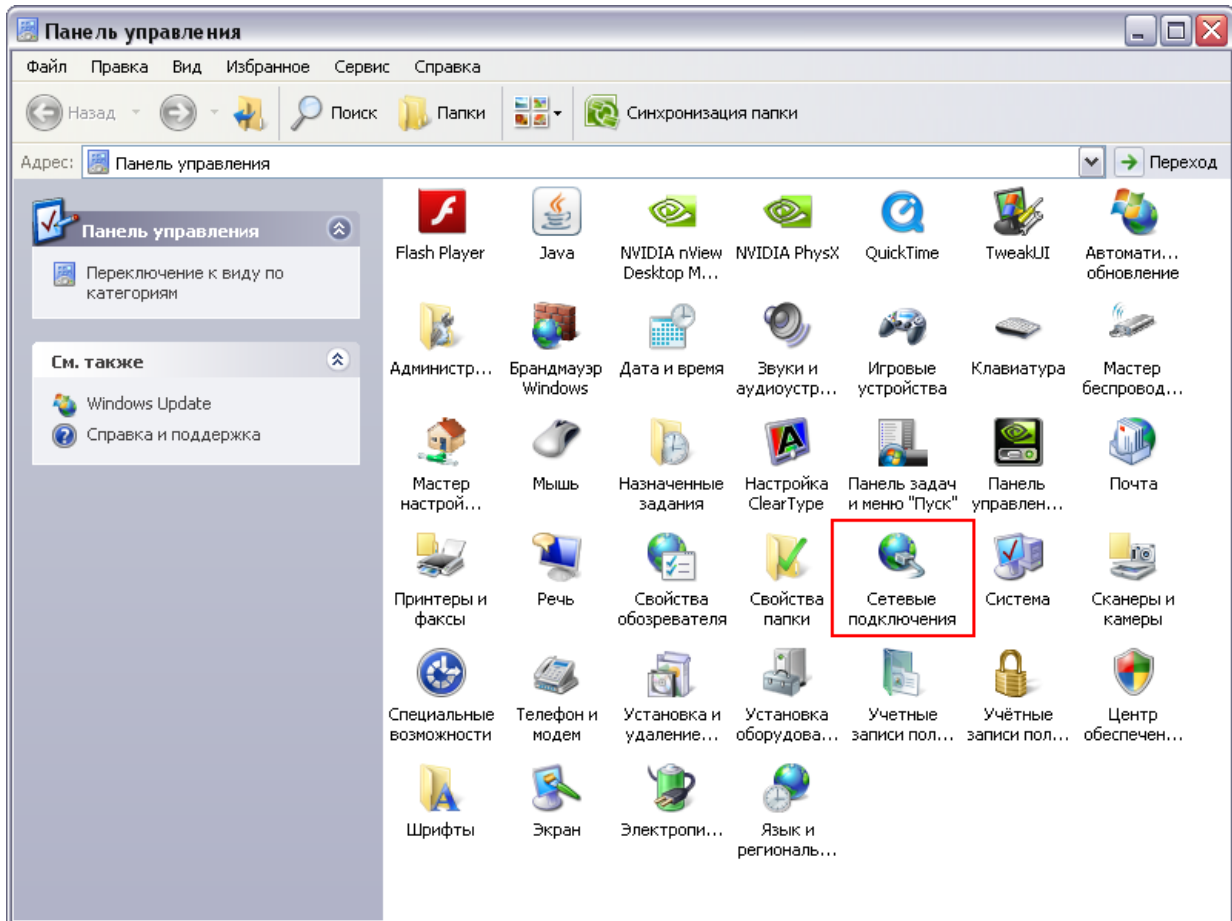 Панель управления
Файл Правка Вид Избранное Сервис Справка
Назад Поиск Папки Синхронизация папки
Адрес: Панель управления Переход
Панель управления
Переключение к виду по
категориям
См. также
Windows Update
Справка и поддержка
Flash Player
Java
NVIDIA nView
Desktop M...
NVIDIA PhysX
QuickTime
TweakUI
Автомати...
обновление
Администр...
Брандмауэр
Windows
Дата и время
Звуки и
аудиоустр...
Игровые
устройства
Клавиатура
Мастер
беспровод...
Мастер
настрой...
Мышь
Назначенные
задания
Настройка
ClearType
Панель задач
и меню "Пуск"
Панель
управлен...
Почта
Принтеры и
факсы
Речь
Свойства
обозревателя
Свойства
папки
Сетевые
подключения
Система
Сканеры и
камеры
Специальные
возможности
Телефон и
модем
Установка и
удаление...
Установка
оборудова...
Учетные
записи пол...
Учётные
записи пол...
Центр
обеспечен...
Шрифты
Экран
Электропи...
Язык и
региональ...